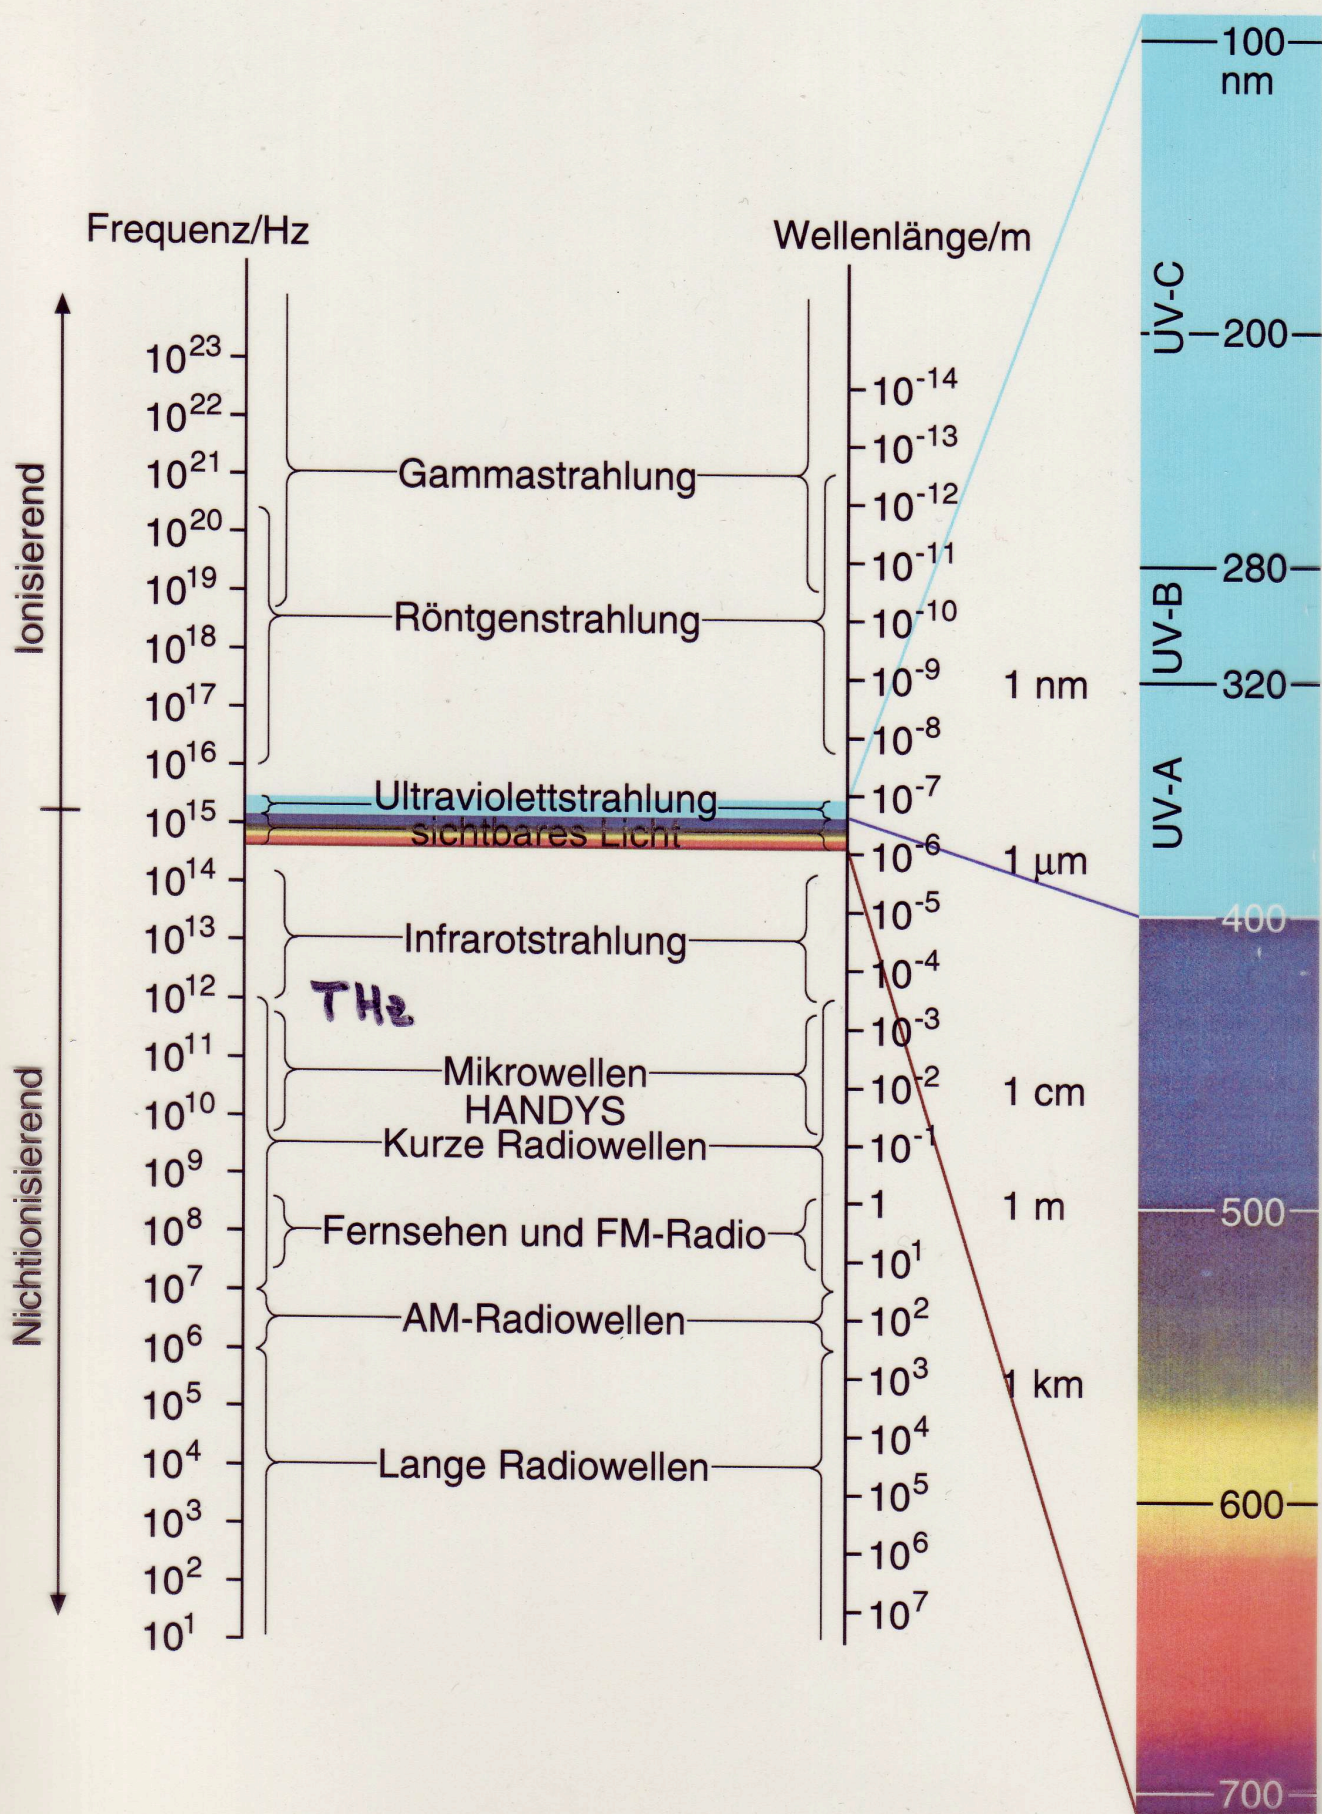 Frequenz/Hz
Wellenlänge/m
Ionisierend
Nichtionisierend
10²³
10²²
10²¹
10²⁰
10¹⁹
10¹⁸
10¹⁷
10¹⁶
10¹⁵
10¹⁴
10¹³
10¹²
10¹¹
10¹⁰
10⁹
10⁸
10⁷
10⁶
10⁵
10⁴
10³
10²
10¹
Gammastrahlung
Röntgenstrahlung
Ultraviolettstrahlung
sichtbares Licht
Infrarotstrahlung
THz
Mikrowellen
HANDYS
Kurze Radiowellen
Fernsehen und FM-Radio
AM-Radiowellen
Lange Radiowellen
10⁻¹⁴
10⁻¹³
10⁻¹²
10⁻¹¹
10⁻¹⁰
10⁻⁹
10⁻⁸
10⁻⁷
10⁻⁶
10⁻⁵
10⁻⁴
10⁻³
10⁻²
10⁻¹
1
10¹
10²
10³
10⁴
10⁵
10⁶
10⁷
1 nm
1 μm
1 cm
1 m
1 km
100
nm
UV-C
200
280
UV-B
320
UV-A
400
500
600
700